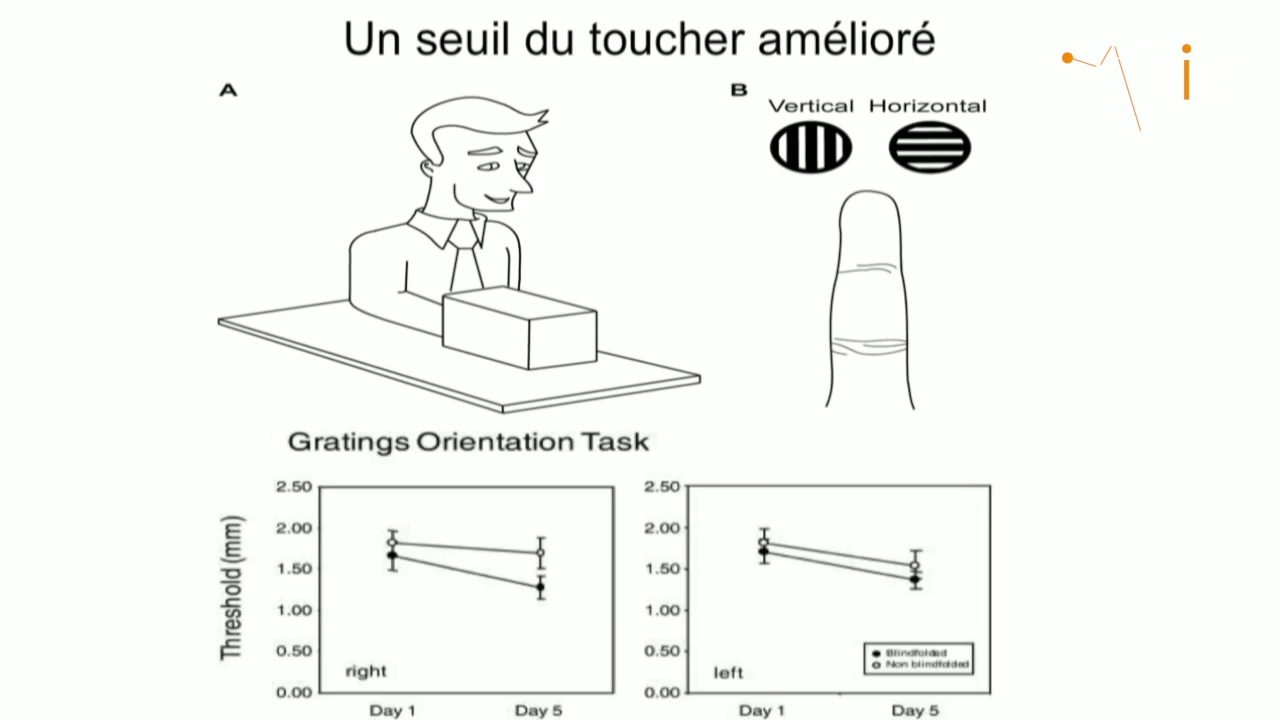 Un seuil du toucher amélioré
A
B
Vertical Horizontal
Gratings Orientation Task
Threshold (mm)
2.50
2.00
1.50
1.00
0.50
0.00
right
Day 1
Day 5
2.50
2.00
1.50
1.00
0.50
0.00
left
Blindfolded
Non blindfolded
Day 1
Day 5
i